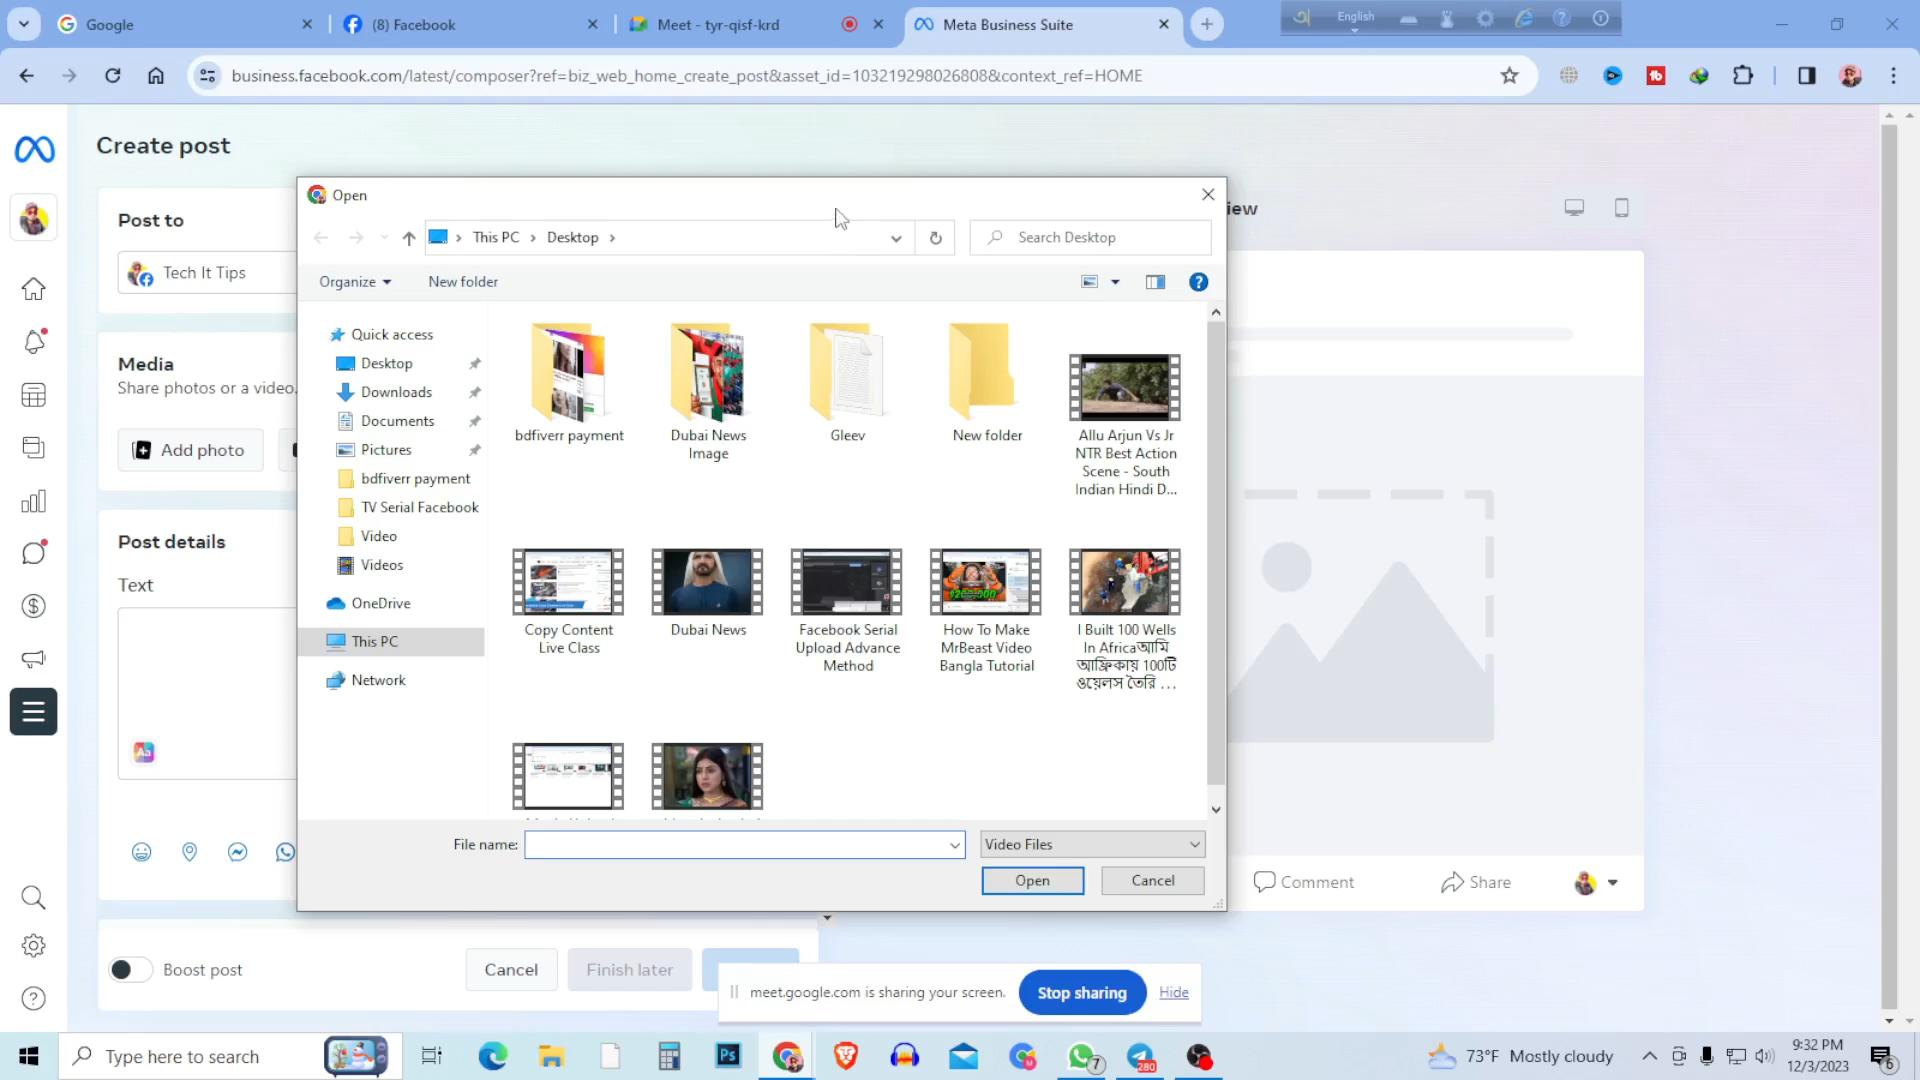 Google
(8) Facebook
Meet - tyr-qisf-krd
Meta Business Suite
English
business.facebook.com/latest/composer?ref=biz_web_home_create_post&asset_id=103219298026808&context_ref=HOME
Create post
Post to
Tech It Tips
Media
Share photos or a video.
Add photo
Post details
Text
Boost post
Cancel
Finish later
Open
This PC
Desktop
Search Desktop
Organize
New folder
Quick access
Desktop
Downloads
Documents
Pictures
bdfiverr payment
TV Serial Facebook
Video
Videos
OneDrive
This PC
Network
bdfiverr payment
Dubai News
Image
Gleev
New folder
Allu Arjun Vs Jr
NTR Best Action
Scene - South
Indian Hindi D...
Copy Content
Live Class
Dubai News
Facebook Serial
Upload Advance
Method
How To Make
MrBeast Video
Bangla Tutorial
I Built 100 Wells
In Africaআমি
আফ্রিকায় 100টি
ওয়েলস তৈরি ...
File name:
Video Files
Open
Cancel
iew
Comment
Share
meet.google.com is sharing your screen.
Stop sharing
Hide
Type here to search
Ps
7
280
73°F Mostly cloudy
9:32 PM
12/3/2023
6